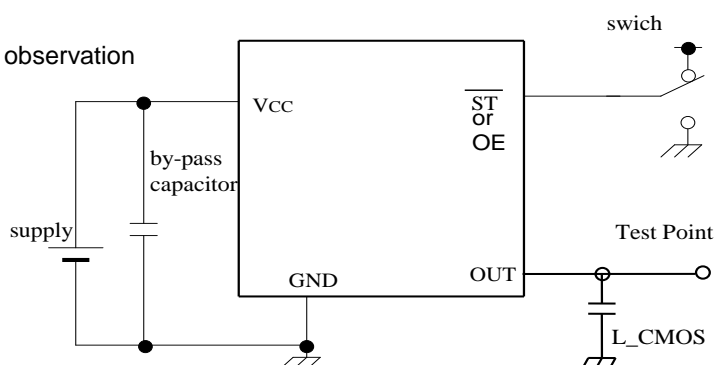 swich
observation
VCC
ST
or
OE
by-pass
capacitor
supply
Test Point
GND
OUT
L_CMOS